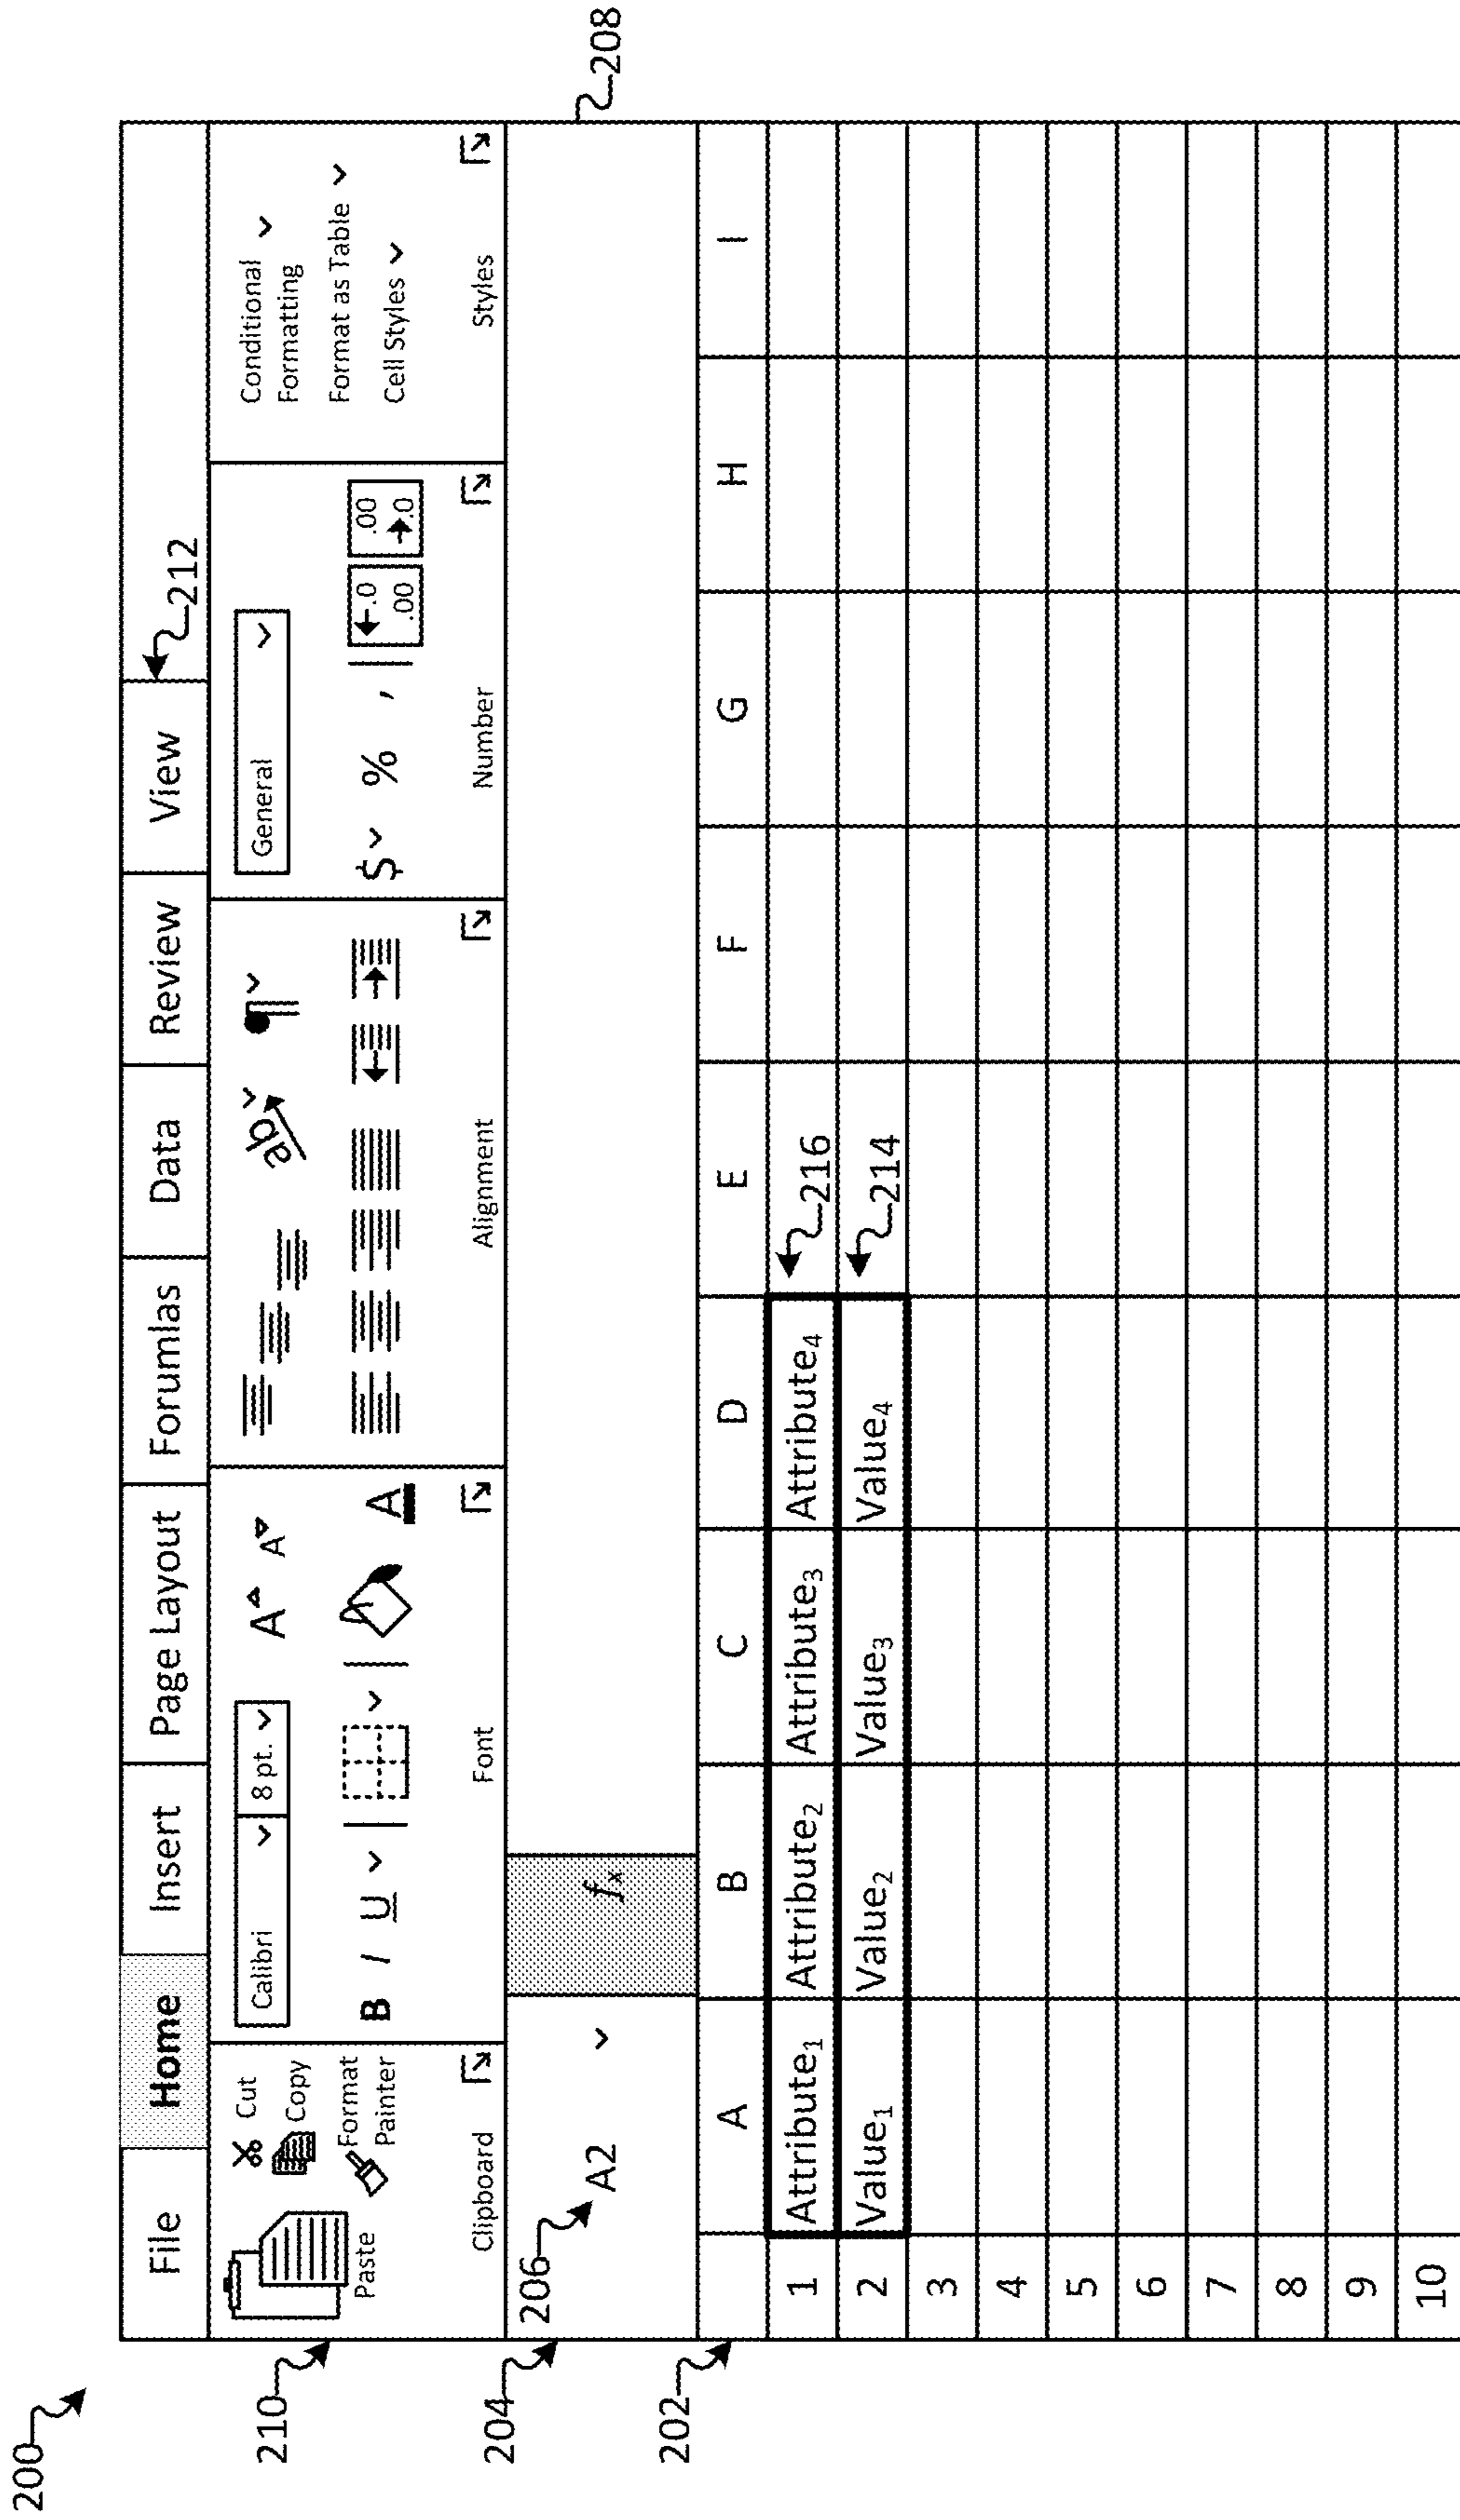 200
File Home Insert Page Layout Forumlas Data Review View
212
210
Paste
Cut
Copy
Format
Painter
Clipboard
Calibri 8 pt. A A
B I U A
Font
ab ¶
Alignment
General
$ % , .0 .00 .00 .0
Number
Conditional
Formatting
Format as Table
Cell Styles
Styles
204
206
A2
fx
208
202
A B C D E F G H I
1 Attribute₁ Attribute₂ Attribute₃ Attribute₄ 216
2 Value₁ Value₂ Value₃ Value₄ 214
3
4
5
6
7
8
9
10